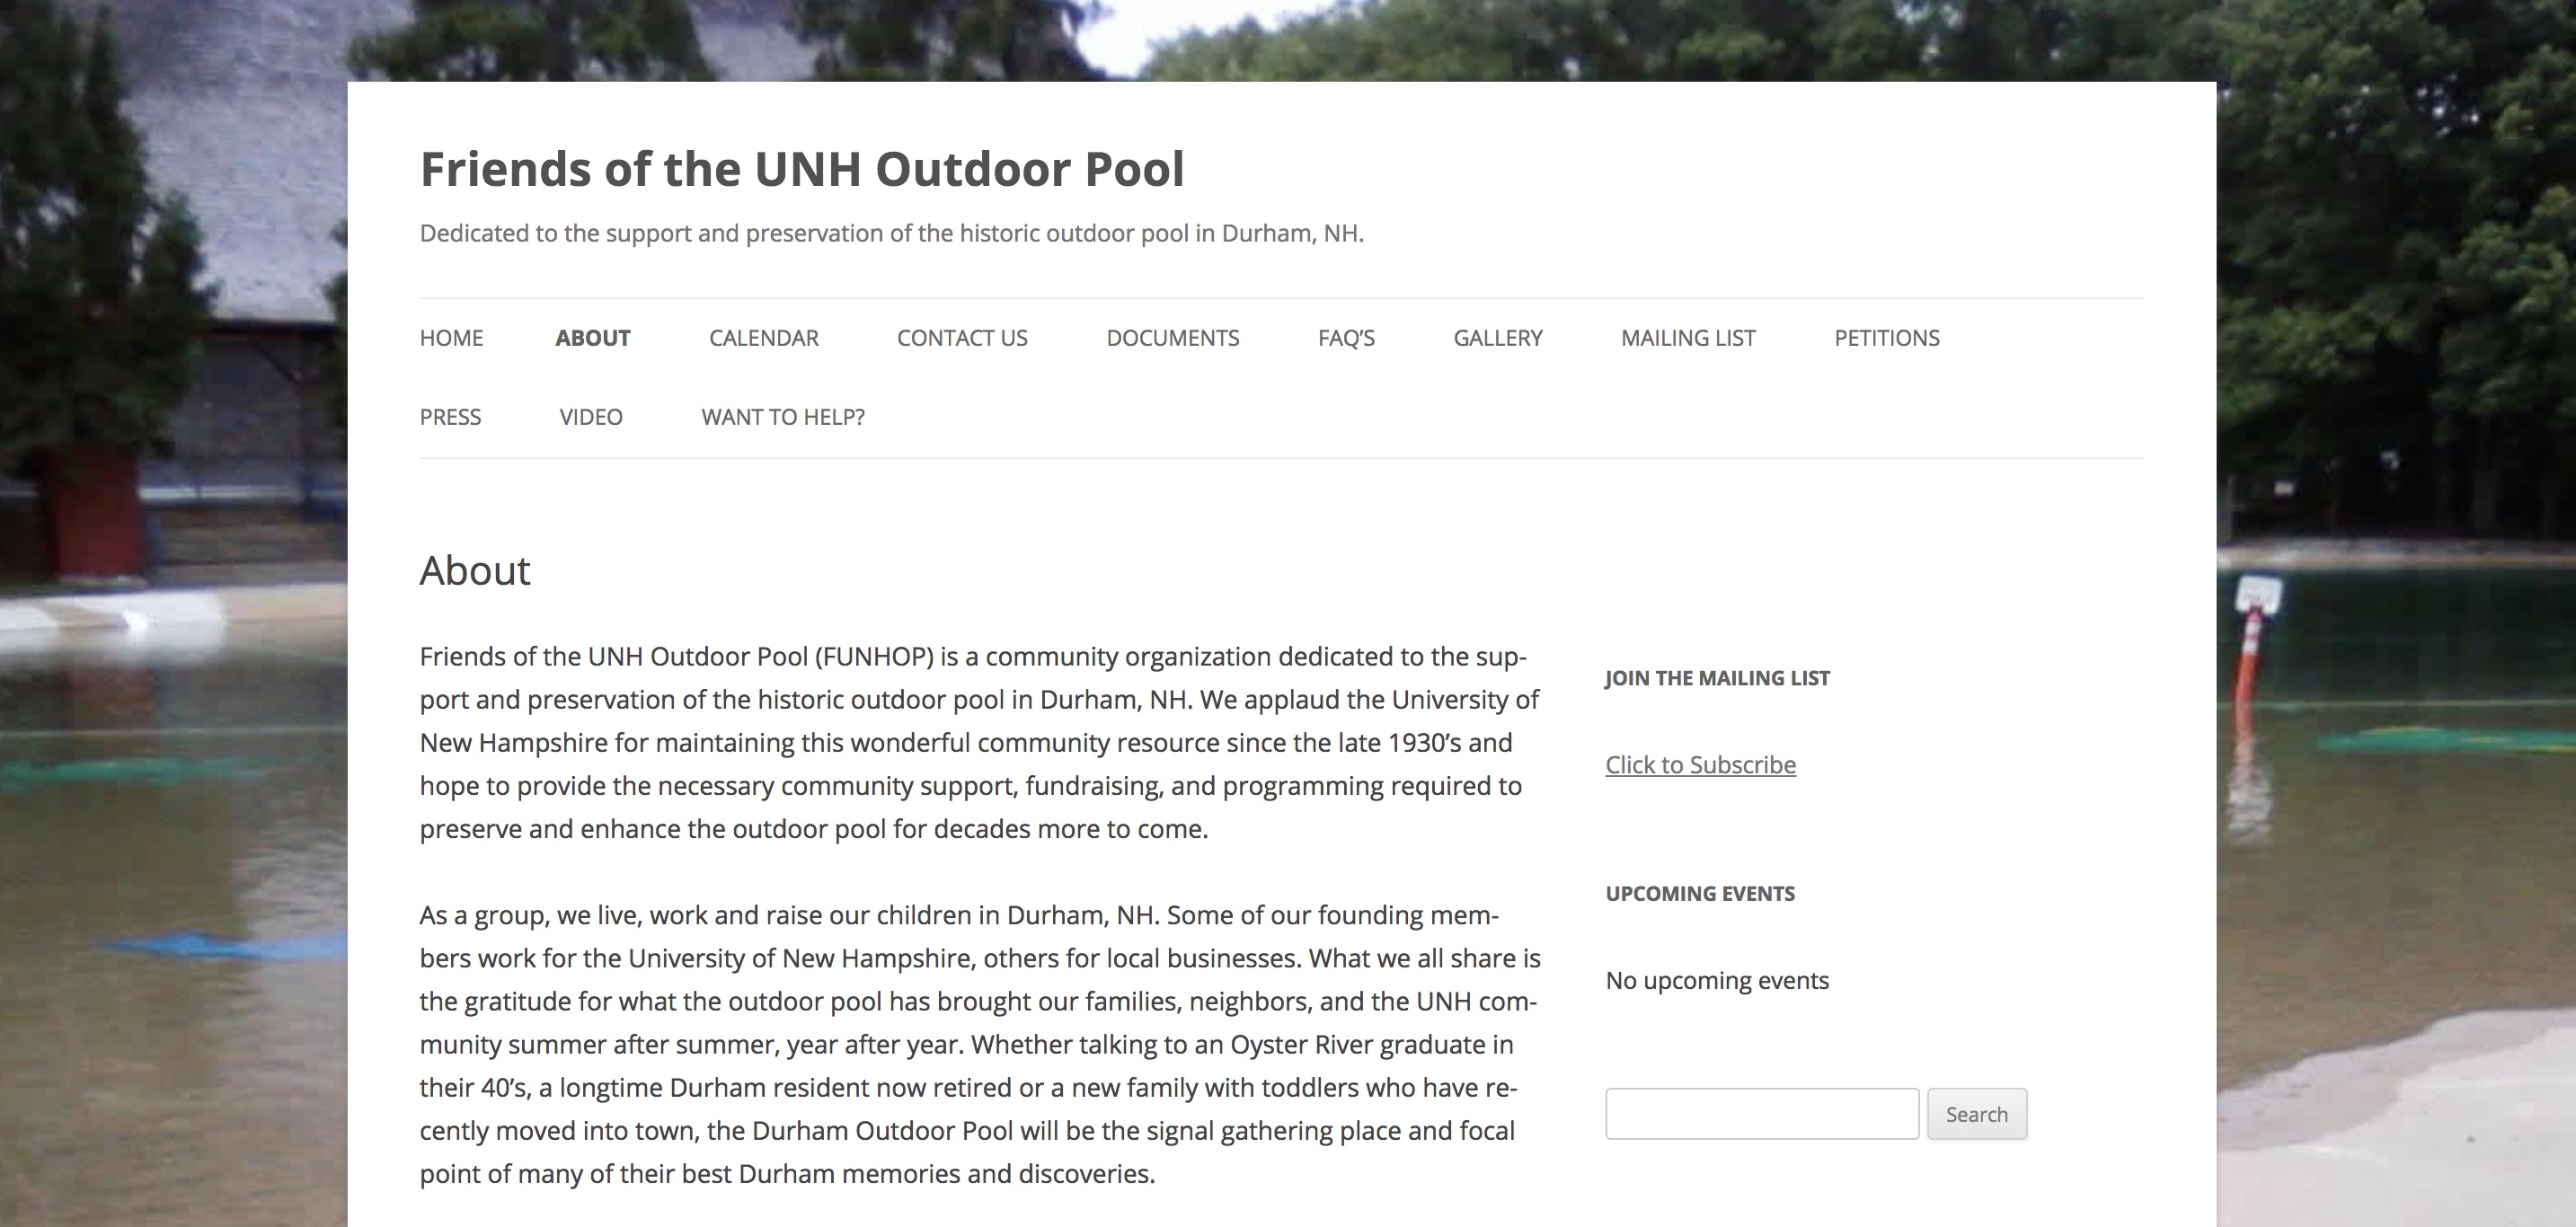 Friends of the UNH Outdoor Pool
Dedicated to the support and preservation of the historic outdoor pool in Durham, NH.
HOME ABOUT CALENDAR CONTACT US DOCUMENTS FAQ’S GALLERY MAILING LIST PETITIONS
PRESS VIDEO WANT TO HELP?
About
Friends of the UNH Outdoor Pool (FUNHOP) is a community organization dedicated to the sup-
port and preservation of the historic outdoor pool in Durham, NH. We applaud the University of
New Hampshire for maintaining this wonderful community resource since the late 1930’s and
hope to provide the necessary community support, fundraising, and programming required to
preserve and enhance the outdoor pool for decades more to come.
As a group, we live, work and raise our children in Durham, NH. Some of our founding mem-
bers work for the University of New Hampshire, others for local businesses. What we all share is
the gratitude for what the outdoor pool has brought our families, neighbors, and the UNH com-
munity summer after summer, year after year. Whether talking to an Oyster River graduate in
their 40’s, a longtime Durham resident now retired or a new family with toddlers who have re-
cently moved into town, the Durham Outdoor Pool will be the signal gathering place and focal
point of many of their best Durham memories and discoveries.
JOIN THE MAILING LIST
Click to Subscribe
UPCOMING EVENTS
No upcoming events
Search